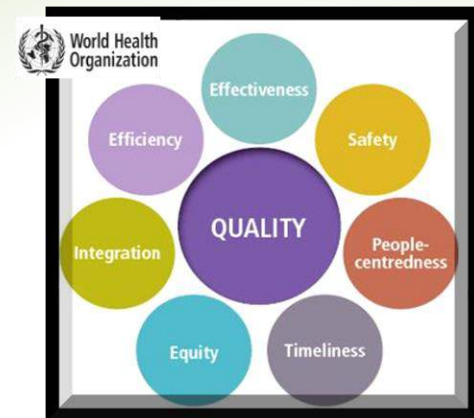 World Health
Organization
Effectiveness
Efficiency
Safety
QUALITY
Integration
People-
centredness
Equity
Timeliness